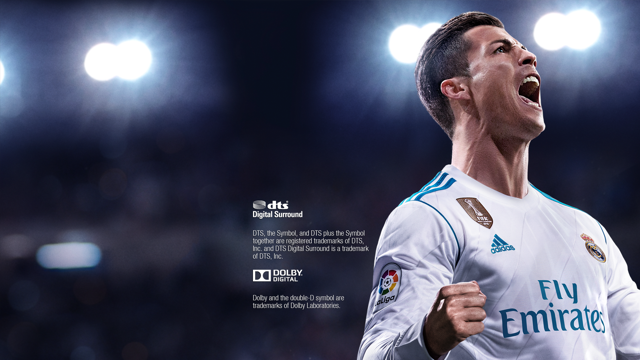 dts
Digital Surround
DTS, the Symbol, and DTS plus the Symbol
together are registered trademarks of DTS,
Inc. and DTS Digital Surround is a trademark
of DTS, Inc.
DOLBY
DIGITAL
Dolby and the double-D symbol are
trademarks of Dolby Laboratories.
adidas
LaLiga
Fly
Emirates